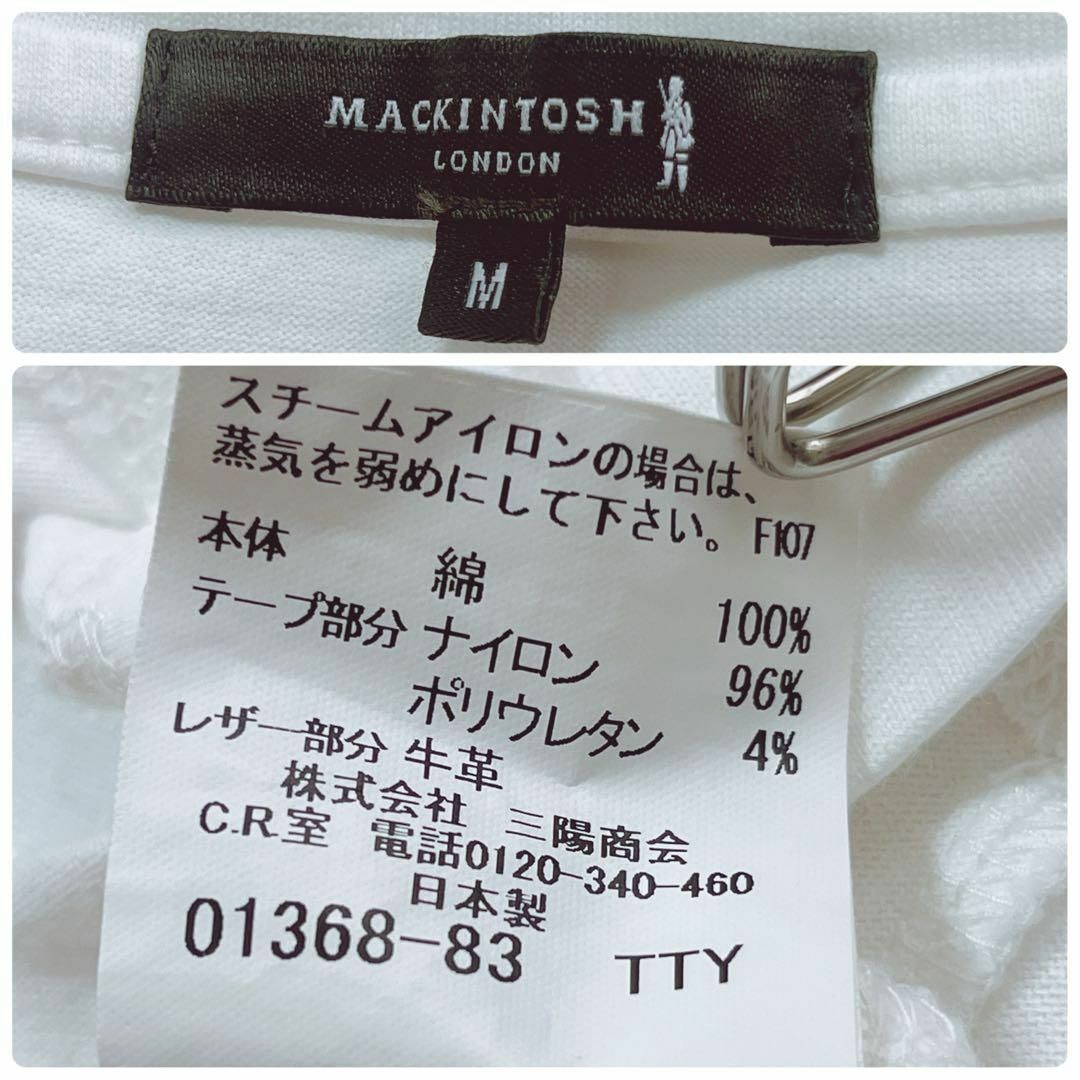 MACKINTOSH
LONDON
M
スチームアイロンの場合は、
蒸気を弱めにして下さい。 F107
本体 綿 100%
テープ部分 ナイロン 96%
ポリウレタン 4%
レザー部分 牛革
株式会社 三陽商会
C.R.室 電話0120-340-460
日本製
01368-83 TTY